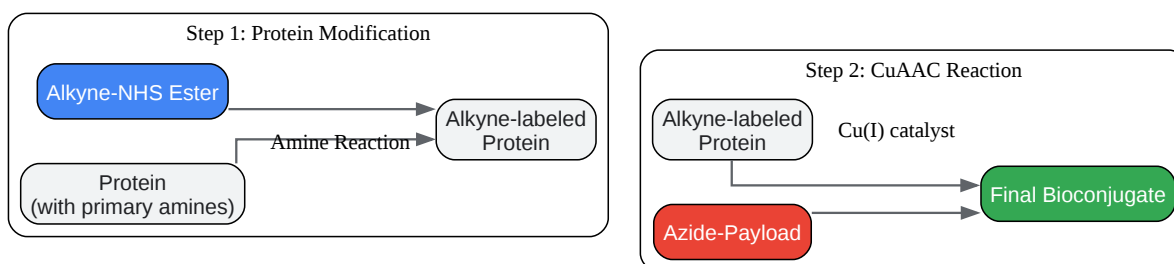 Step 1: Protein Modification
Alkyne-NHS Ester
Alkyne-labeled
Protein
Amine Reaction
Protein
(with primary amines)
Step 2: CuAAC Reaction
Alkyne-labeled
Protein
Cu(I) catalyst
Final Bioconjugate
Azide-Payload